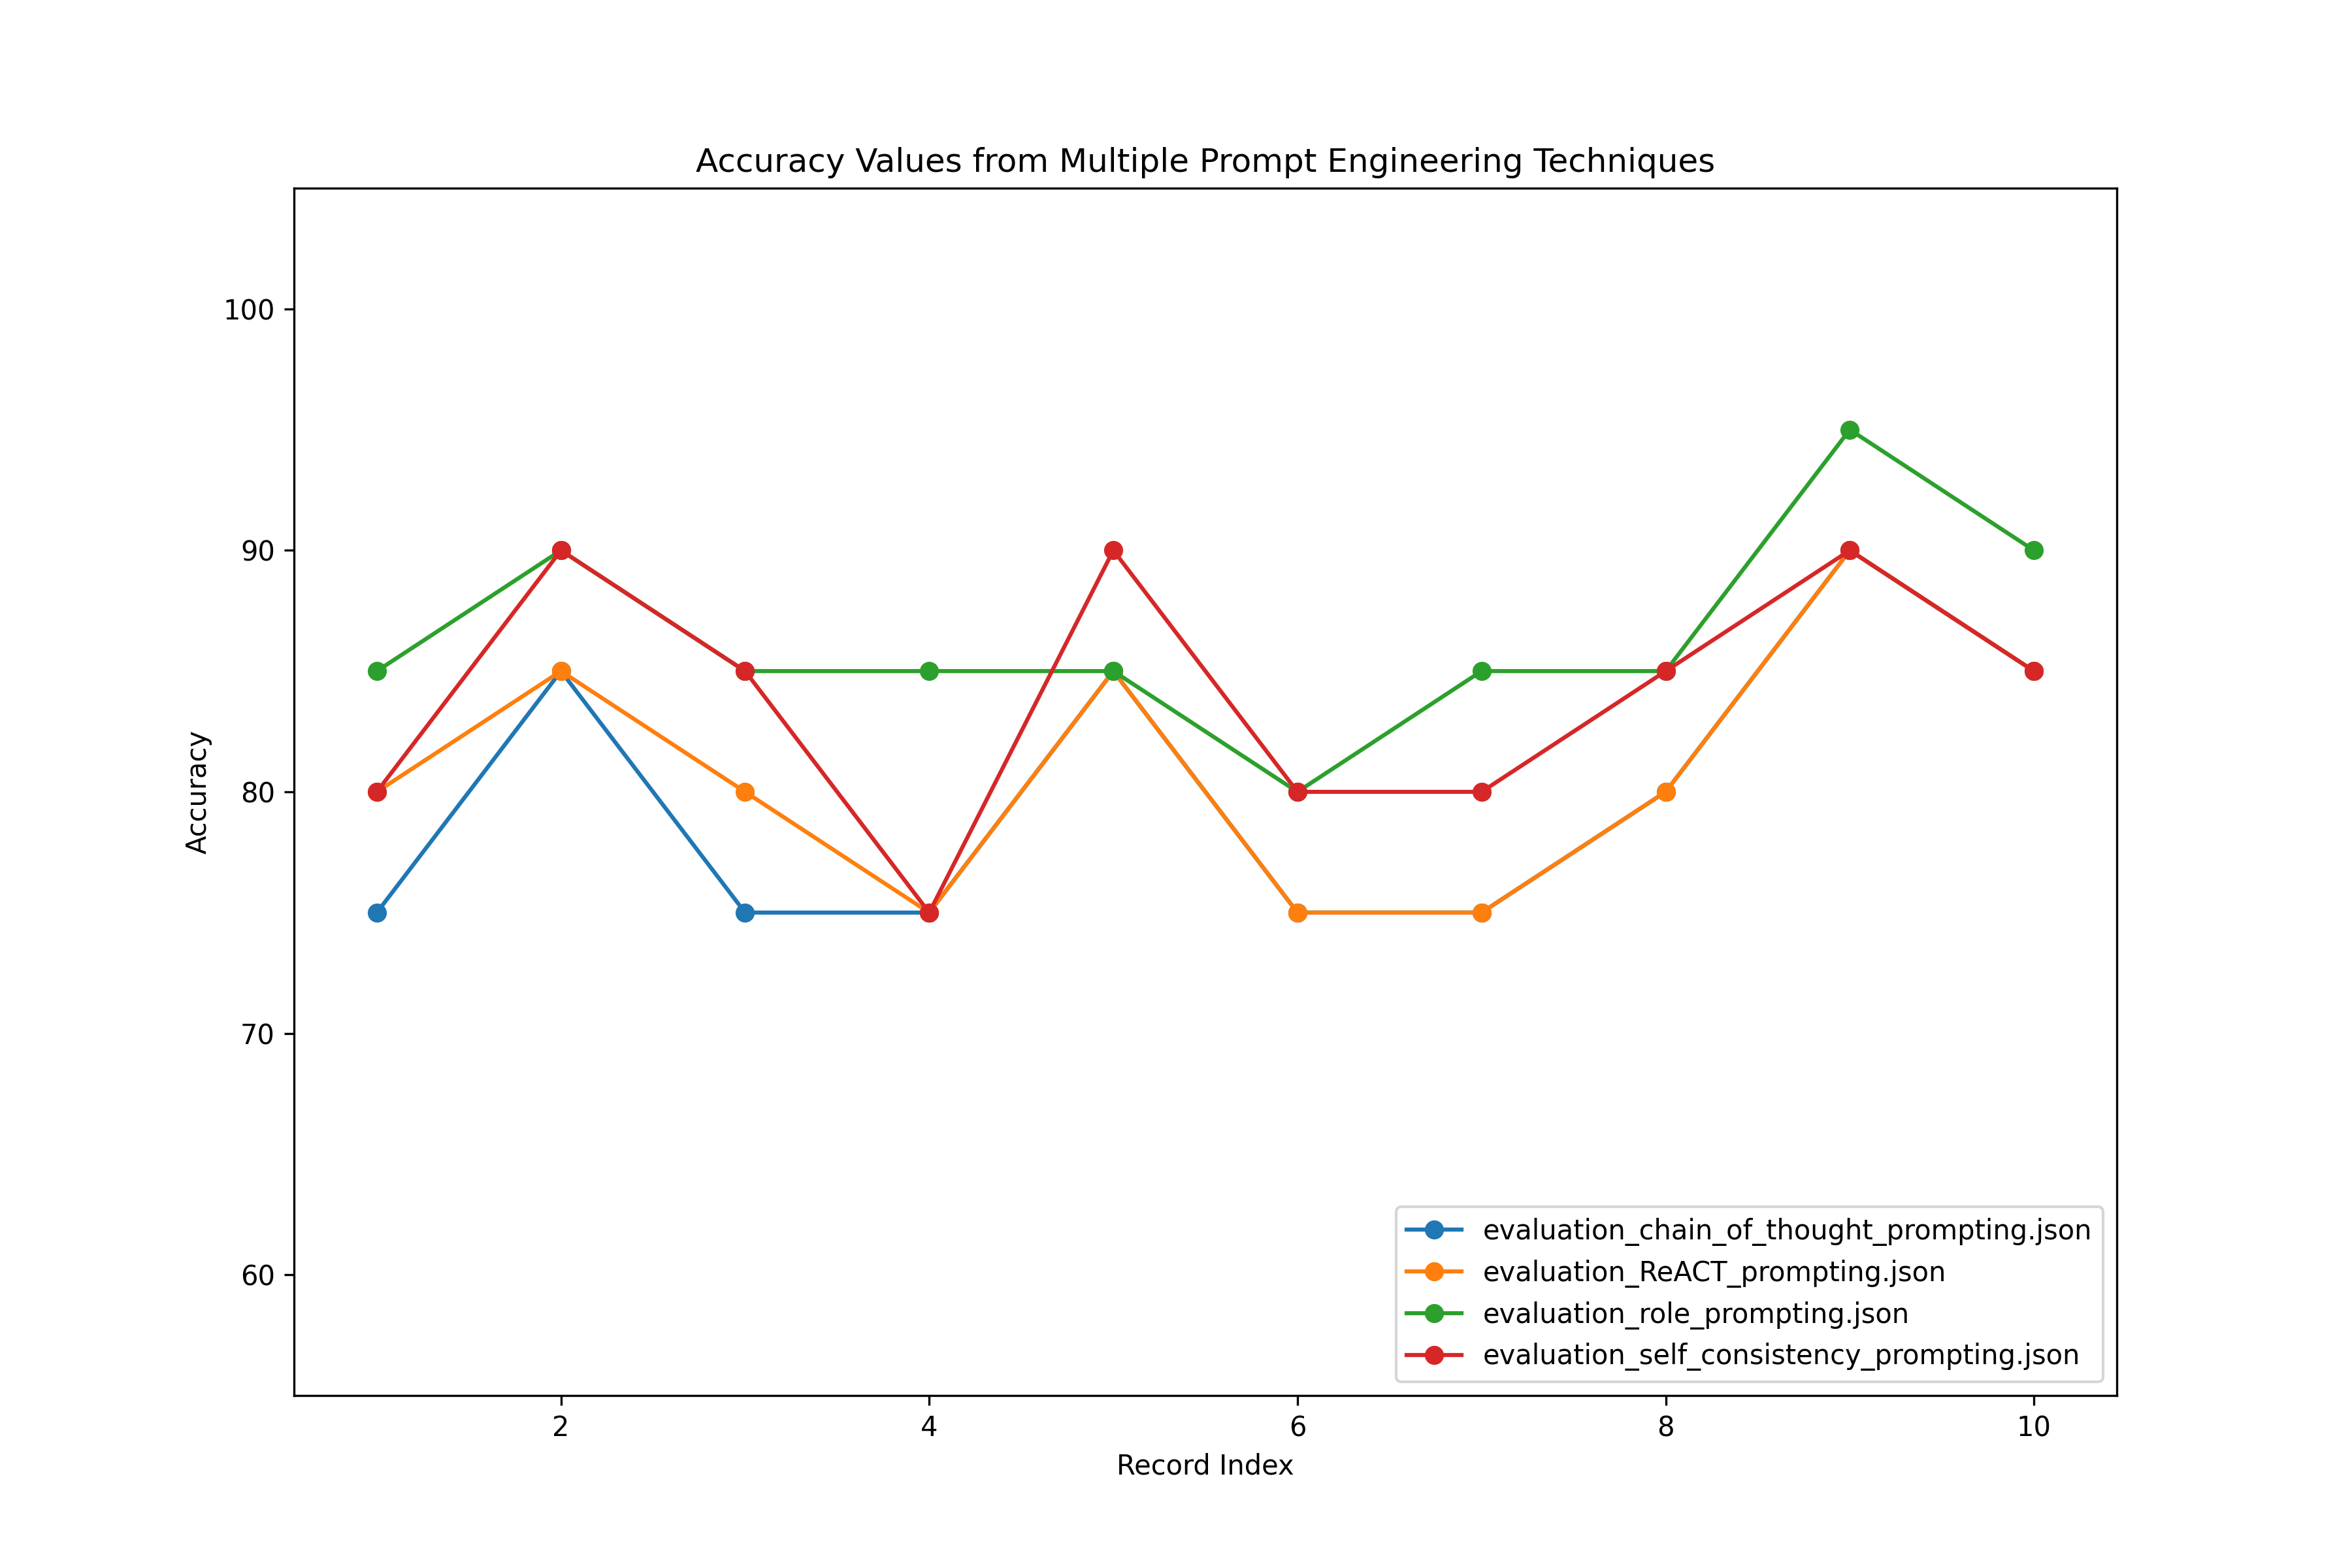 Accuracy Values from Multiple Prompt Engineering Techniques
Accuracy
100
90
80
70
60
2 4 6 8 10
Record Index
evaluation_chain_of_thought_prompting.json
evaluation_ReACT_prompting.json
evaluation_role_prompting.json
evaluation_self_consistency_prompting.json